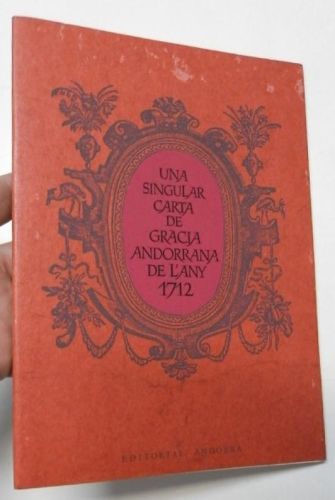 UNA
SINGULAR
CARTA
DE
GRACIA
ANDORRANA
DE L'ANY
1712
EDITORIAL ANDORRA